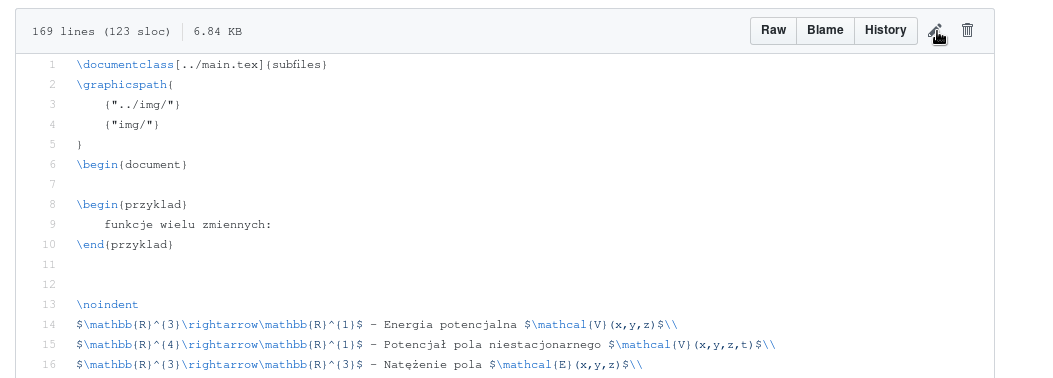 169 lines (123 sloc) 6.84 KB Raw Blame History
1 \documentclass[../main.tex]{subfiles}
2 \graphicspath{
3 {"../img/"}
4 {"img/"}
5 }
6 \begin{document}
7
8 \begin{przyklad}
9 funkcje wielu zmiennych:
10 \end{przyklad}
11
12
13 \noindent
14 $\mathbb{R}^{3}\rightarrow\mathbb{R}^{1}$ - Energia potencjalna $\mathcal{V}(x,y,z)$\\
15 $\mathbb{R}^{4}\rightarrow\mathbb{R}^{1}$ - Potencjał pola niestacjonarnego $\mathcal{V}(x,y,z,t)$\\
16 $\mathbb{R}^{3}\rightarrow\mathbb{R}^{3}$ - Natężenie pola $\mathcal{E}(x,y,z)$\\